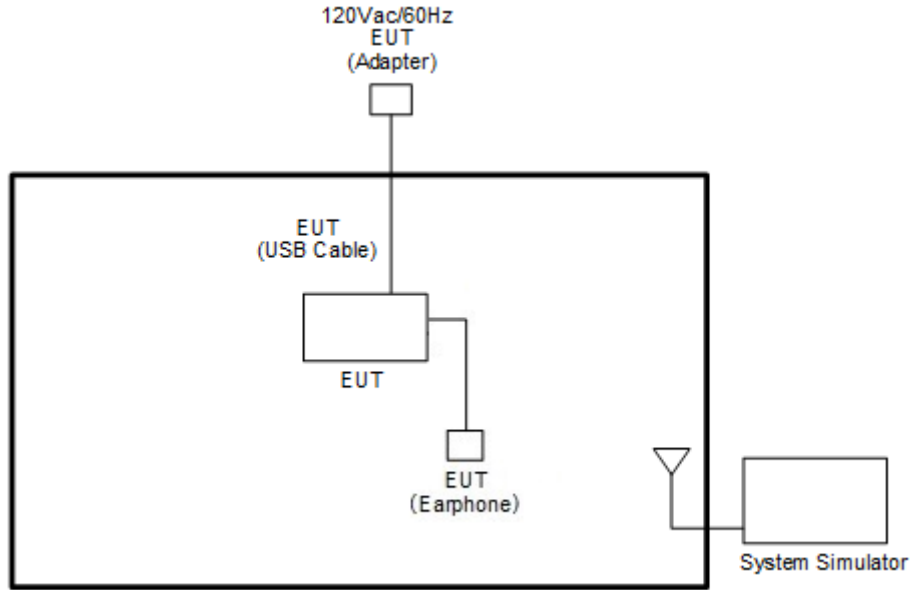 120Vac/60Hz
EUT
(Adapter)
EUT
(USB Cable)
EUT
EUT
(Earphone)
System Simulator